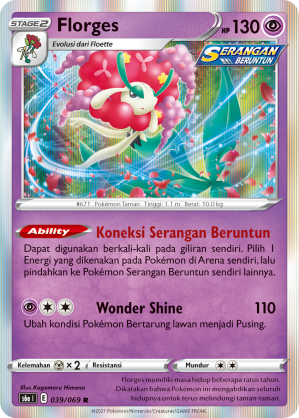 STAGE2 Florges HP 130
Evolusi dari Floette
SERANGAN
BERUNTUN
#671 Pokémon Taman Tinggi: 1.1 m Berat: 10.0 kg
Ability Koneksi Serangan Beruntun
Dapat digunakan berkali-kali pada giliran sendiri. Pilih 1
Energy yang dikenakan pada Pokémon di Arena sendiri, lalu
pindahkan ke Pokémon Serangan Beruntun sendiri lainnya.
Wonder Shine 110
Ubah kondisi Pokémon Bertarung lawan menjadi Pusing.
Kelemahan ×2 Resistansi Mundur
Illus. Kagemaru Himeno
E 039/069 R
Florges memiliki masa hidup beberapa ratus tahun.
Dikatakan bahwa Pokémon ini menghabiskan seluruh
hidupnya untuk terus melindungi taman kesayangannya.
©2021 Pokémon/Nintendo/Creatures/GAME FREAK